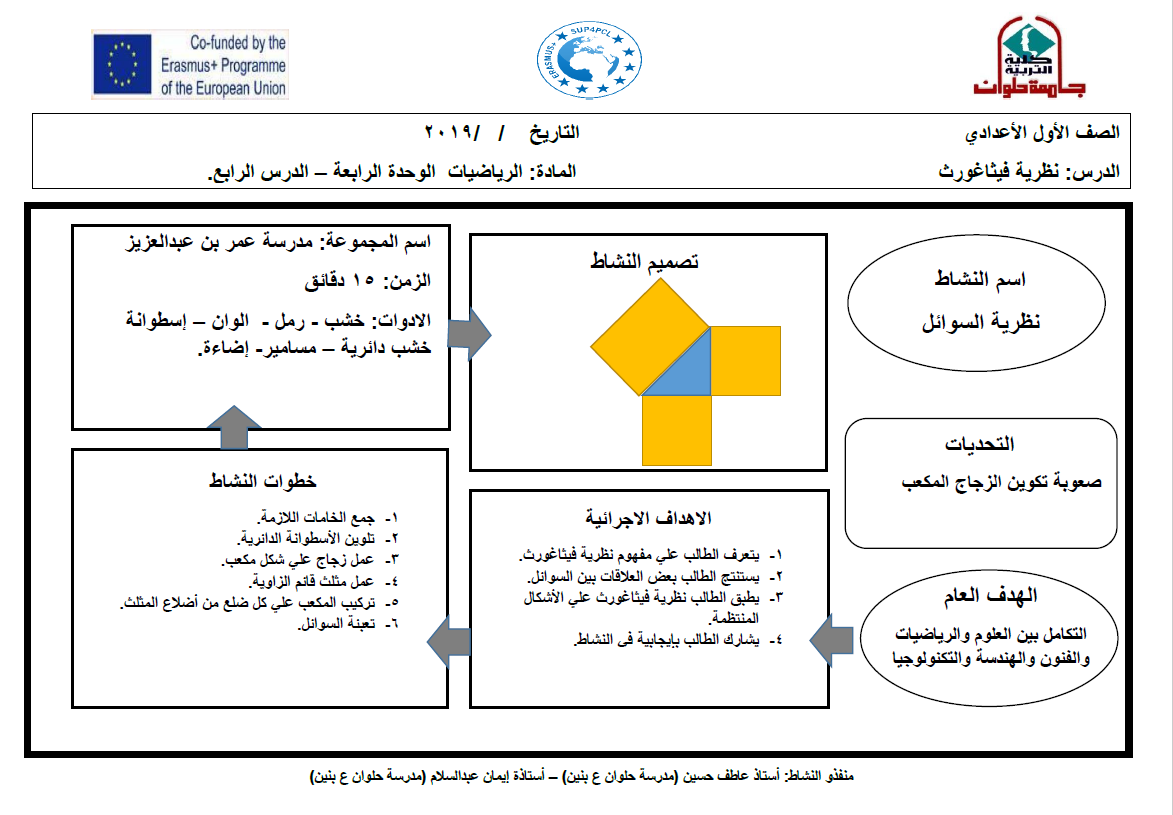 Co-funded by the
Erasmus+ Programme
of the European Union
SUP4PCL
ERASMUS+
كلية
التربية
جامعة حلوان
الصف الأول الأعدادي
التاريخ / / ٢٠١٩
الدرس: نظرية فيثاغورث
المادة: الرياضيات الوحدة الرابعة – الدرس الرابع.
اسم النشاط
نظرية السوائل
التحديات
صعوبة تكوين الزجاج المكعب
الهدف العام
التكامل بين العلوم والرياضيات
والفنون والهندسة والتكنولوجيا
تصميم النشاط
الاهداف الاجرائية
١- يتعرف الطالب علي مفهوم نظرية فيثاغورث.
٢- يستنتج الطالب بعض العلاقات بين السوائل.
٣- يطبق الطالب نظرية فيثاغورث علي الأشكال
المنتظمة.
٤- يشارك الطالب بإيجابية فى النشاط.
اسم المجموعة: مدرسة عمر بن عبدالعزيز
الزمن: ١٥ دقائق
الادوات: خشب - رمل - الوان – إسطوانة
خشب دائرية – مسامير- إضاءة.
خطوات النشاط
١- جمع الخامات اللازمة.
٢- تلوين الأسطوانة الدائرية.
٣- عمل زجاج علي شكل مكعب.
٤- عمل مثلث قائم الزاوية.
٥- تركيب المكعب علي كل ضلع من أضلاع المثلث.
٦- تعبئة السوائل.
منفذو النشاط: أستاذ عاطف حسين (مدرسة حلوان ع بنين) – أستاذة إيمان عبدالسلام (مدرسة حلوان ع بنين)